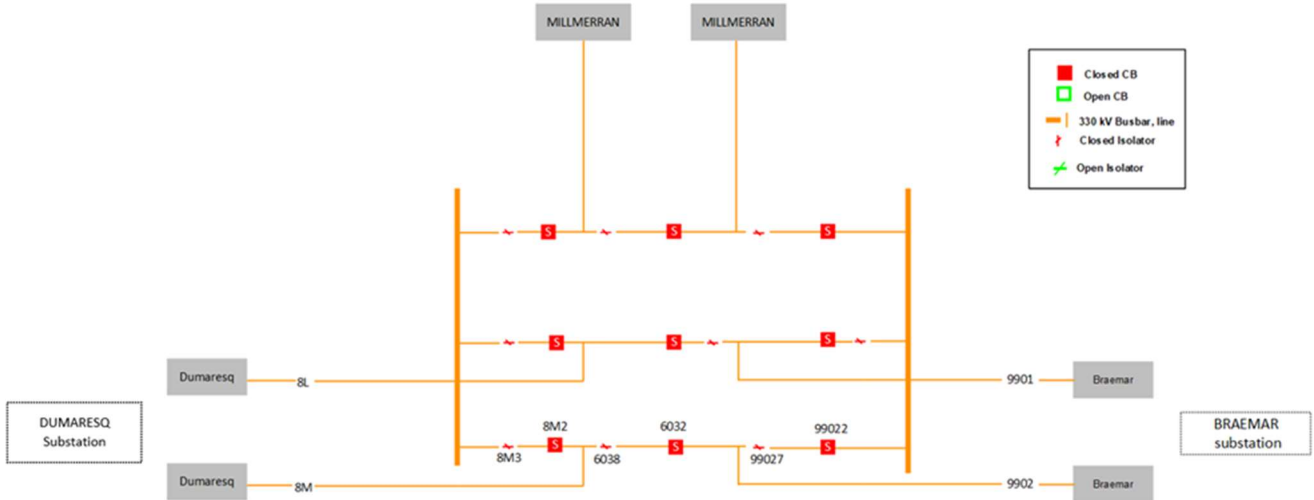 MILLMERRAN
MILLMERRAN
Closed CB
Open CB
330 kV Busbar, line
Closed Isolator
Open Isolator
S
S
S
S
S
S
Dumaresq
8L
9901
Braemar
DUMARESQ
Substation
BRAEMAR
substation
8M2
6032
99022
S
S
S
8M3
6038
99027
Dumaresq
8M
9902
Braemar